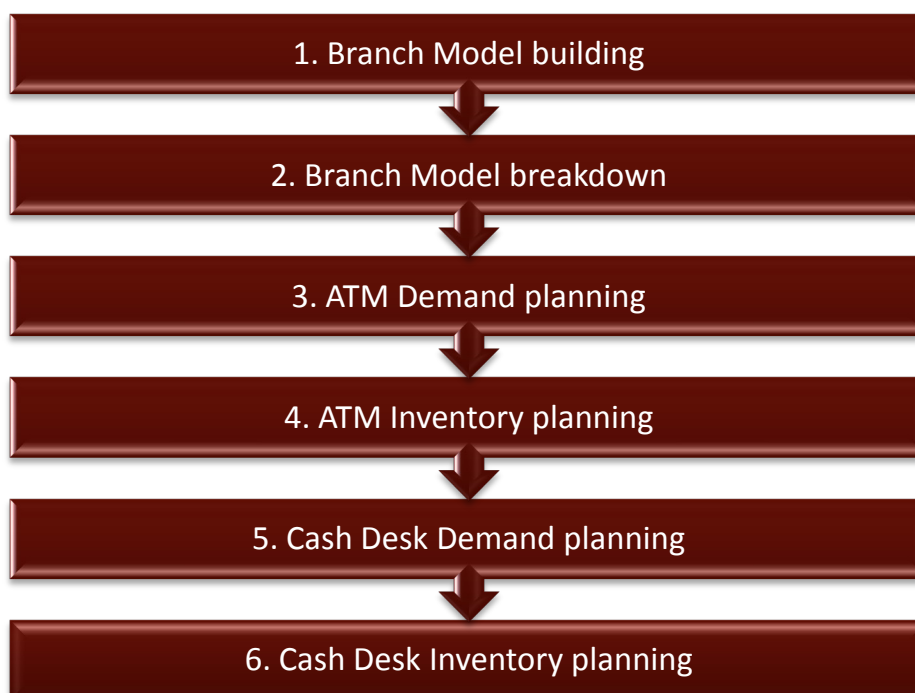 1. Branch Model building
2. Branch Model breakdown
3. ATM Demand planning
4. ATM Inventory planning
5. Cash Desk Demand planning
6. Cash Desk Inventory planning